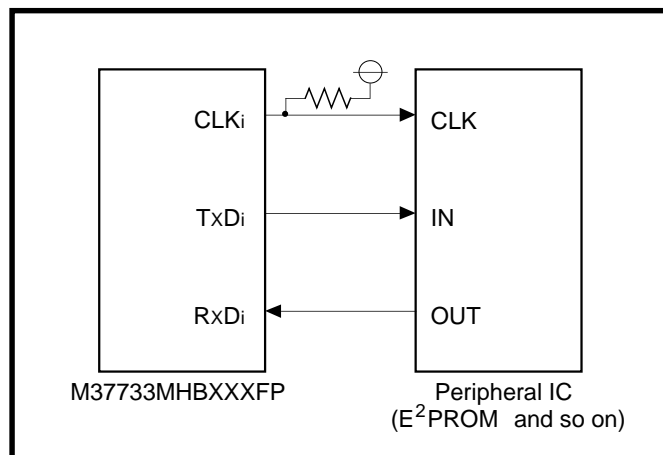 CLKi CLK
TxDi IN
RxDi OUT
M37733MHBXXXFP Peripheral IC
(E²PROM and so on)